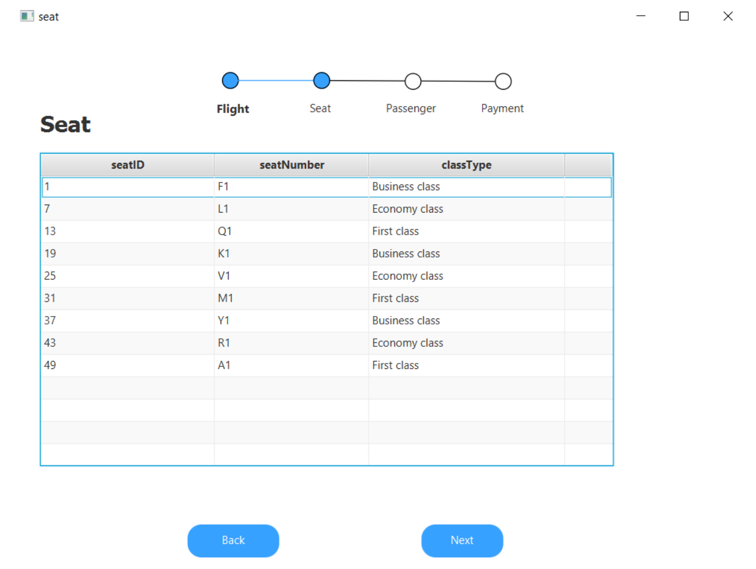 seat
Flight Seat Passenger Payment
Seat
seatID seatNumber classType
1 F1 Business class
7 L1 Economy class
13 Q1 First class
19 K1 Business class
25 V1 Economy class
31 M1 First class
37 Y1 Business class
43 R1 Economy class
49 A1 First class
Back Next